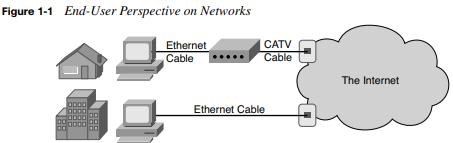 Figure 1-1 End-User Perspective on Networks
Ethernet
Cable
CATV
Cable
The Internet
Ethernet Cable